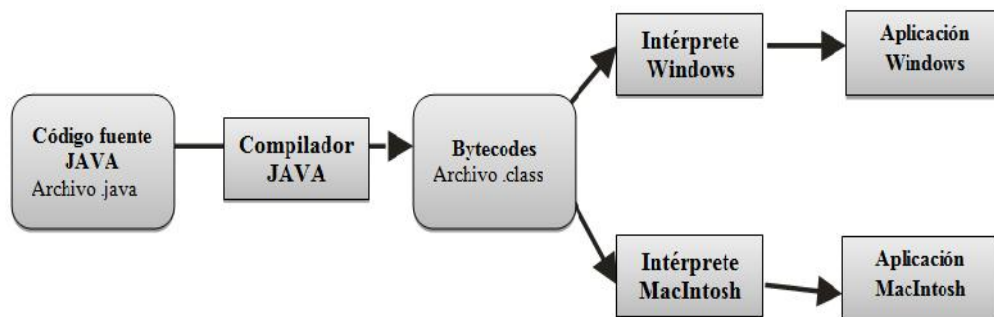 Código fuente
JAVA
Archivo .java
Compilador
JAVA
Bytecodes
Archivo .class
Intérprete
Windows
Aplicación
Windows
Intérprete
MacIntosh
Aplicación
MacIntosh